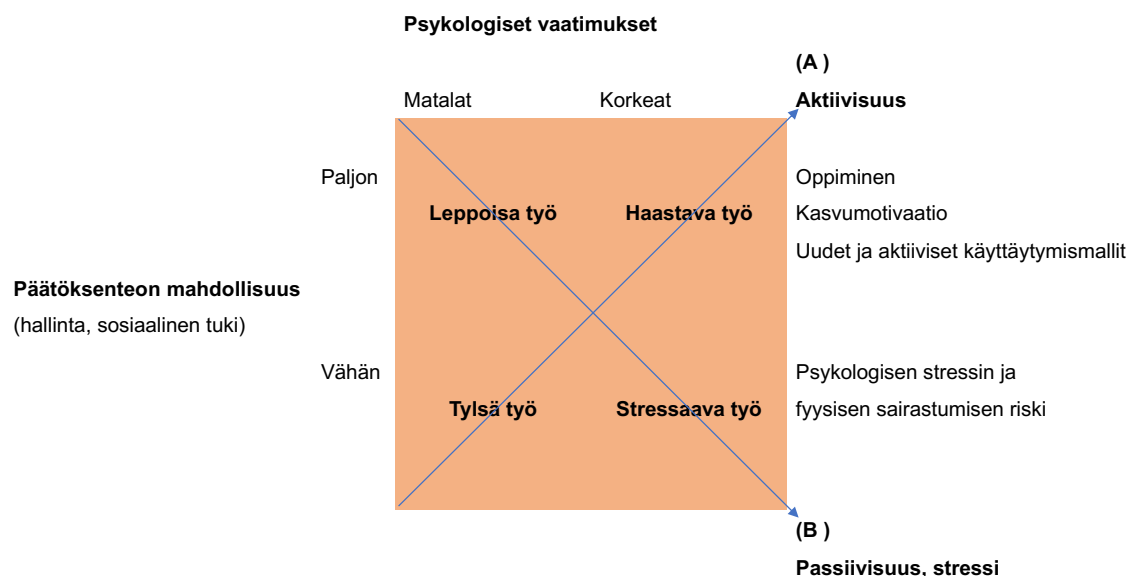 Psykologiset vaatimukset
(A )
Matalat Korkeat Aktiivisuus
Paljon Oppiminen
Leppoisa työ Haastava työ Kasvumotivaatio
Uudet ja aktiiviset käyttäytymismallit
Päätöksenteon mahdollisuus
(hallinta, sosiaalinen tuki)
Vähän Psykologisen stressin ja
Tylsä työ Stressaava työ fyysisen sairastumisen riski
(B )
Passiivisuus, stressi